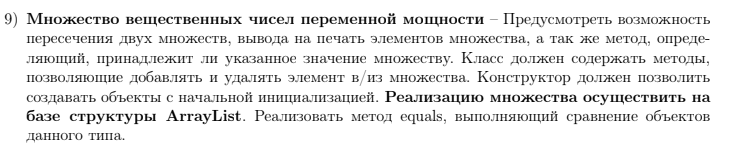 9) Множество вещественных чисел переменной мощности – Предусмотреть возможность
пересечения двух множеств, вывода на печать элементов множества, а так же метод, опреде-
ляющий, принадлежит ли указанное значение множеству. Класс должен содержать методы,
позволяющие добавлять и удалять элемент в/из множества. Конструктор должен позволить
создавать объекты с начальной инициализацией. Реализацию множества осуществить на
базе структуры ArrayList. Реализовать метод equals, выполняющий сравнение объектов
данного типа.